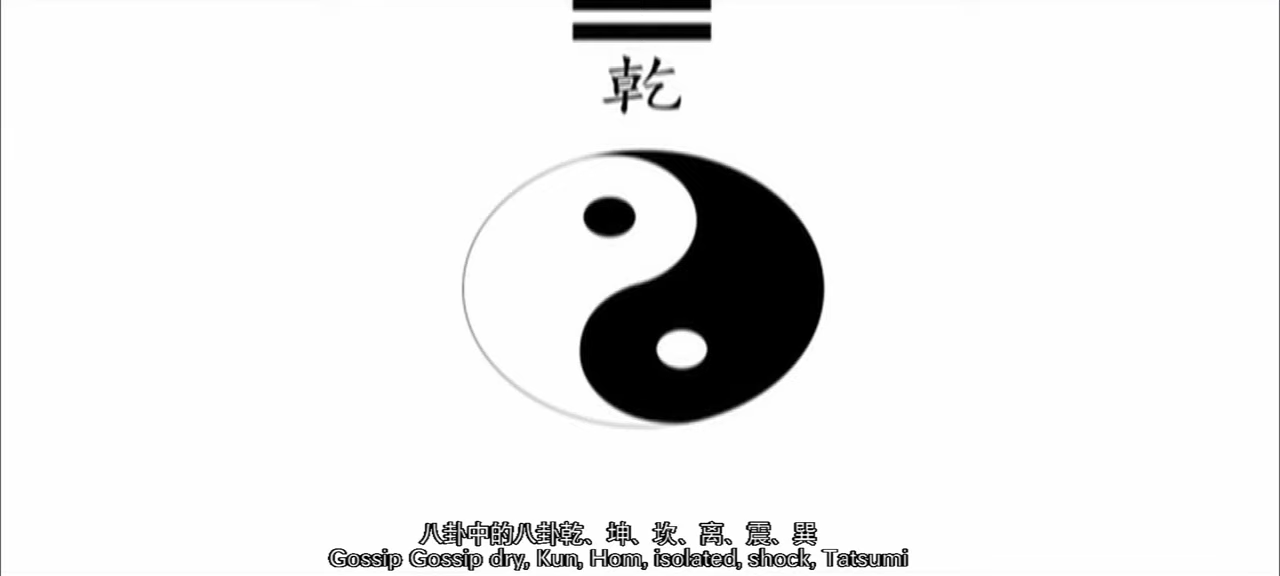 乾
八卦中的八卦乾、坤、坎、离、震、巽
Gossip Gossip dry, Kun, Hom, isolated, shock, Tatsumi